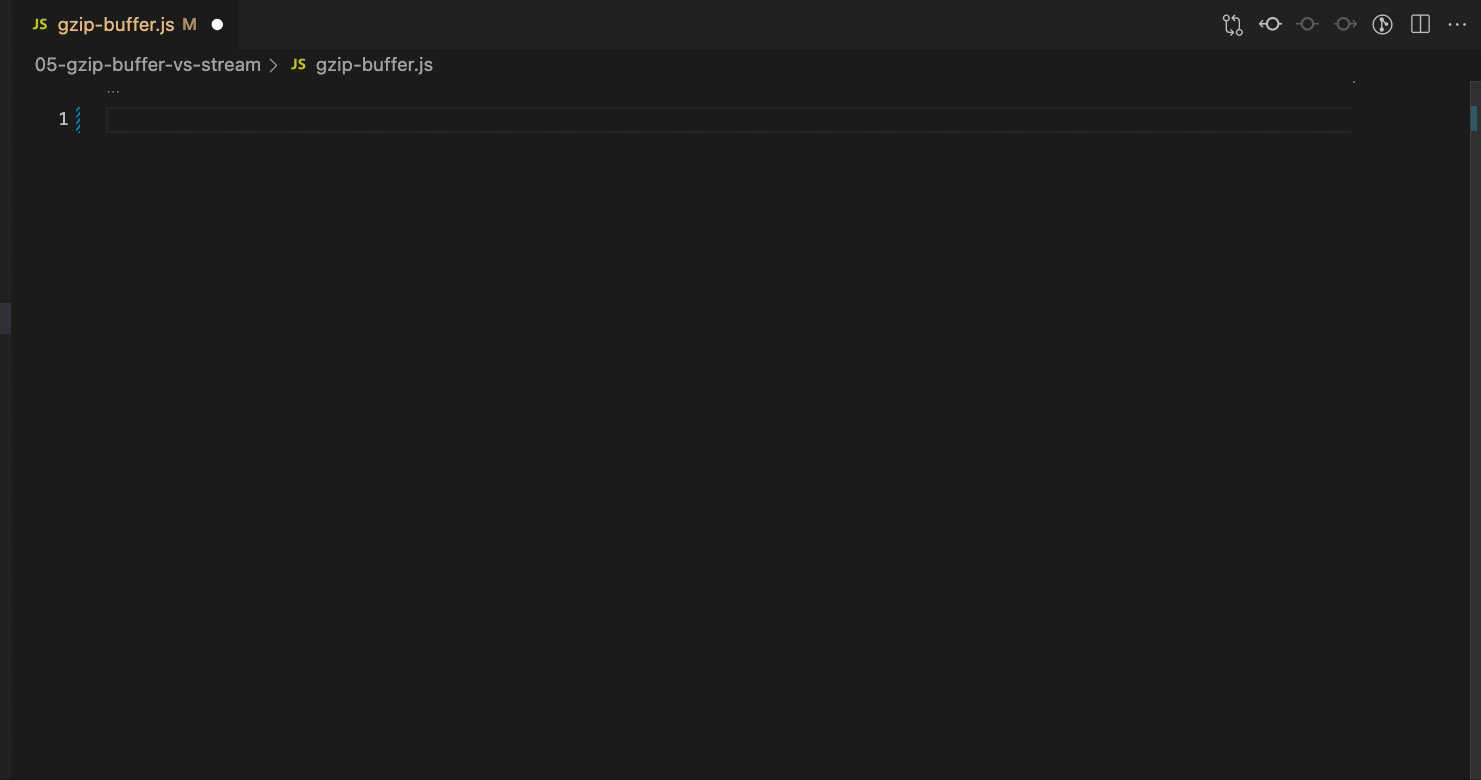 JS gzip-buffer.js M
05-gzip-buffer-vs-stream > JS gzip-buffer.js
...
1